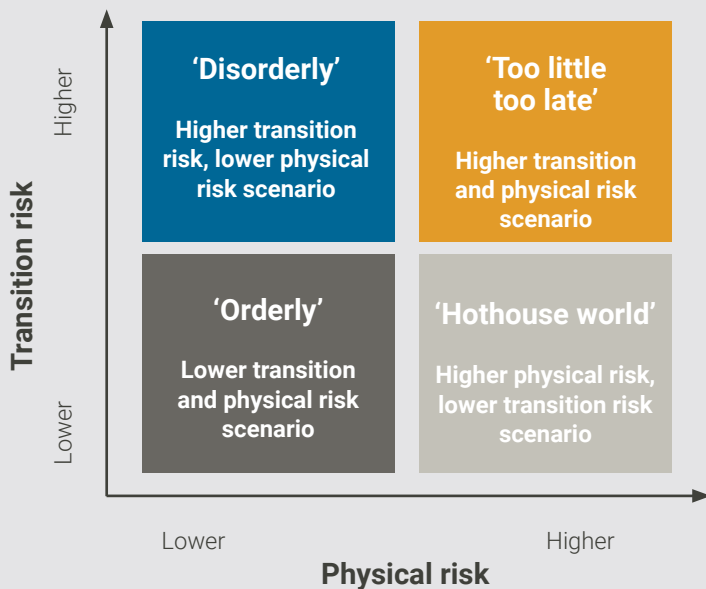 Transition risk
Higher
Lower
‘Disorderly’
Higher transition
risk, lower physical
risk scenario
‘Too little
too late’
Higher transition
and physical risk
scenario
‘Orderly’
Lower transition
and physical risk
scenario
‘Hothouse world’
Higher physical risk,
lower transition risk
scenario
Lower
Higher
Physical risk